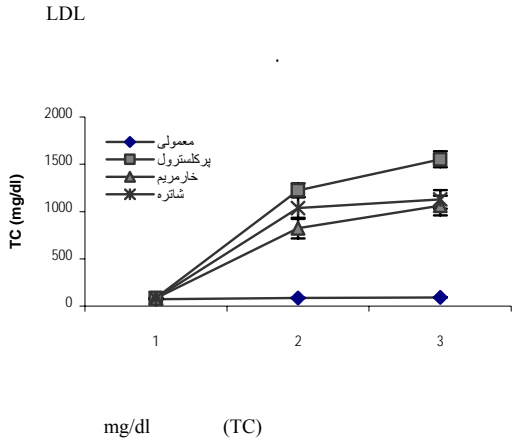 LDL
.
2000
1500
1000
500
0
TC (mg/dl)
معمولی
پرکلسترول
خارمریم
شاتره
1 2 3
mg/dl (TC)